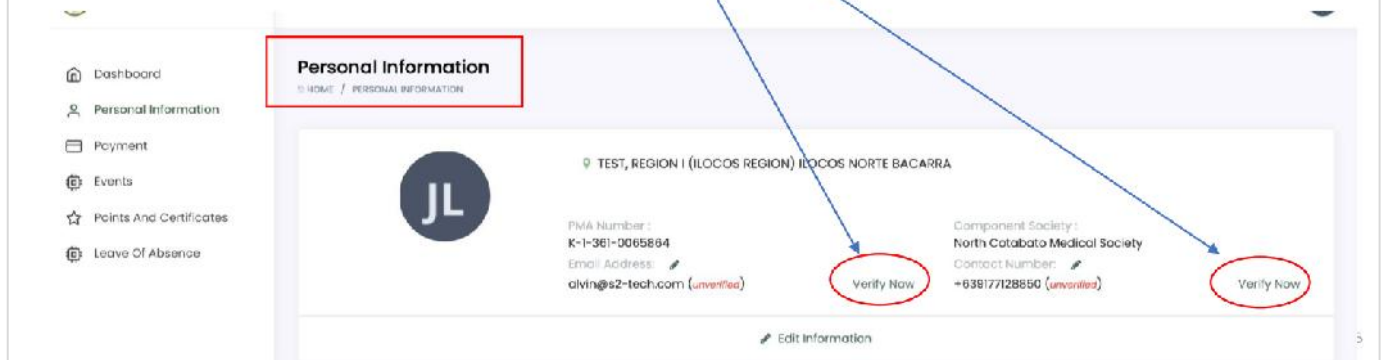 Dashboard
Personal Information
Payment
Events
Points And Certificates
Leave Of Absence
Personal Information
HOME / PERSONAL INFORMATION
JL
TEST, REGION I (ILOCOS REGION) ILOCOS NORTE BACARRA
PMA Number :
K-1-361-0065864
Email Address:
alvin@s2-tech.com (unverified)
Verify Now
Component Society :
North Cotabato Medical Society
Contact Number:
+639177128850 (unverified)
Verify Now
Edit Information